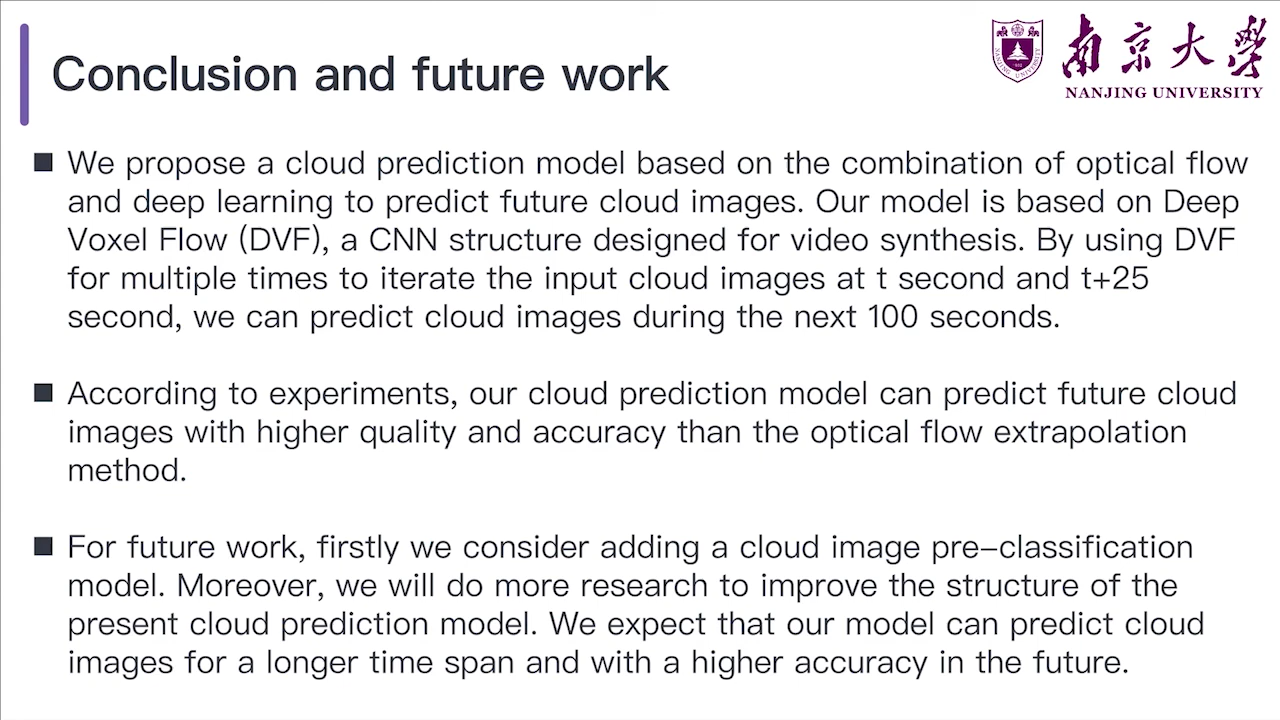 Conclusion and future work
南京大学
NANJING UNIVERSITY
■ We propose a cloud prediction model based on the combination of optical flow
and deep learning to predict future cloud images. Our model is based on Deep
Voxel Flow (DVF), a CNN structure designed for video synthesis. By using DVF
for multiple times to iterate the input cloud images at t second and t+25
second, we can predict cloud images during the next 100 seconds.
■ According to experiments, our cloud prediction model can predict future cloud
images with higher quality and accuracy than the optical flow extrapolation
method.
■ For future work, firstly we consider adding a cloud image pre–classification
model. Moreover, we will do more research to improve the structure of the
present cloud prediction model. We expect that our model can predict cloud
images for a longer time span and with a higher accuracy in the future.